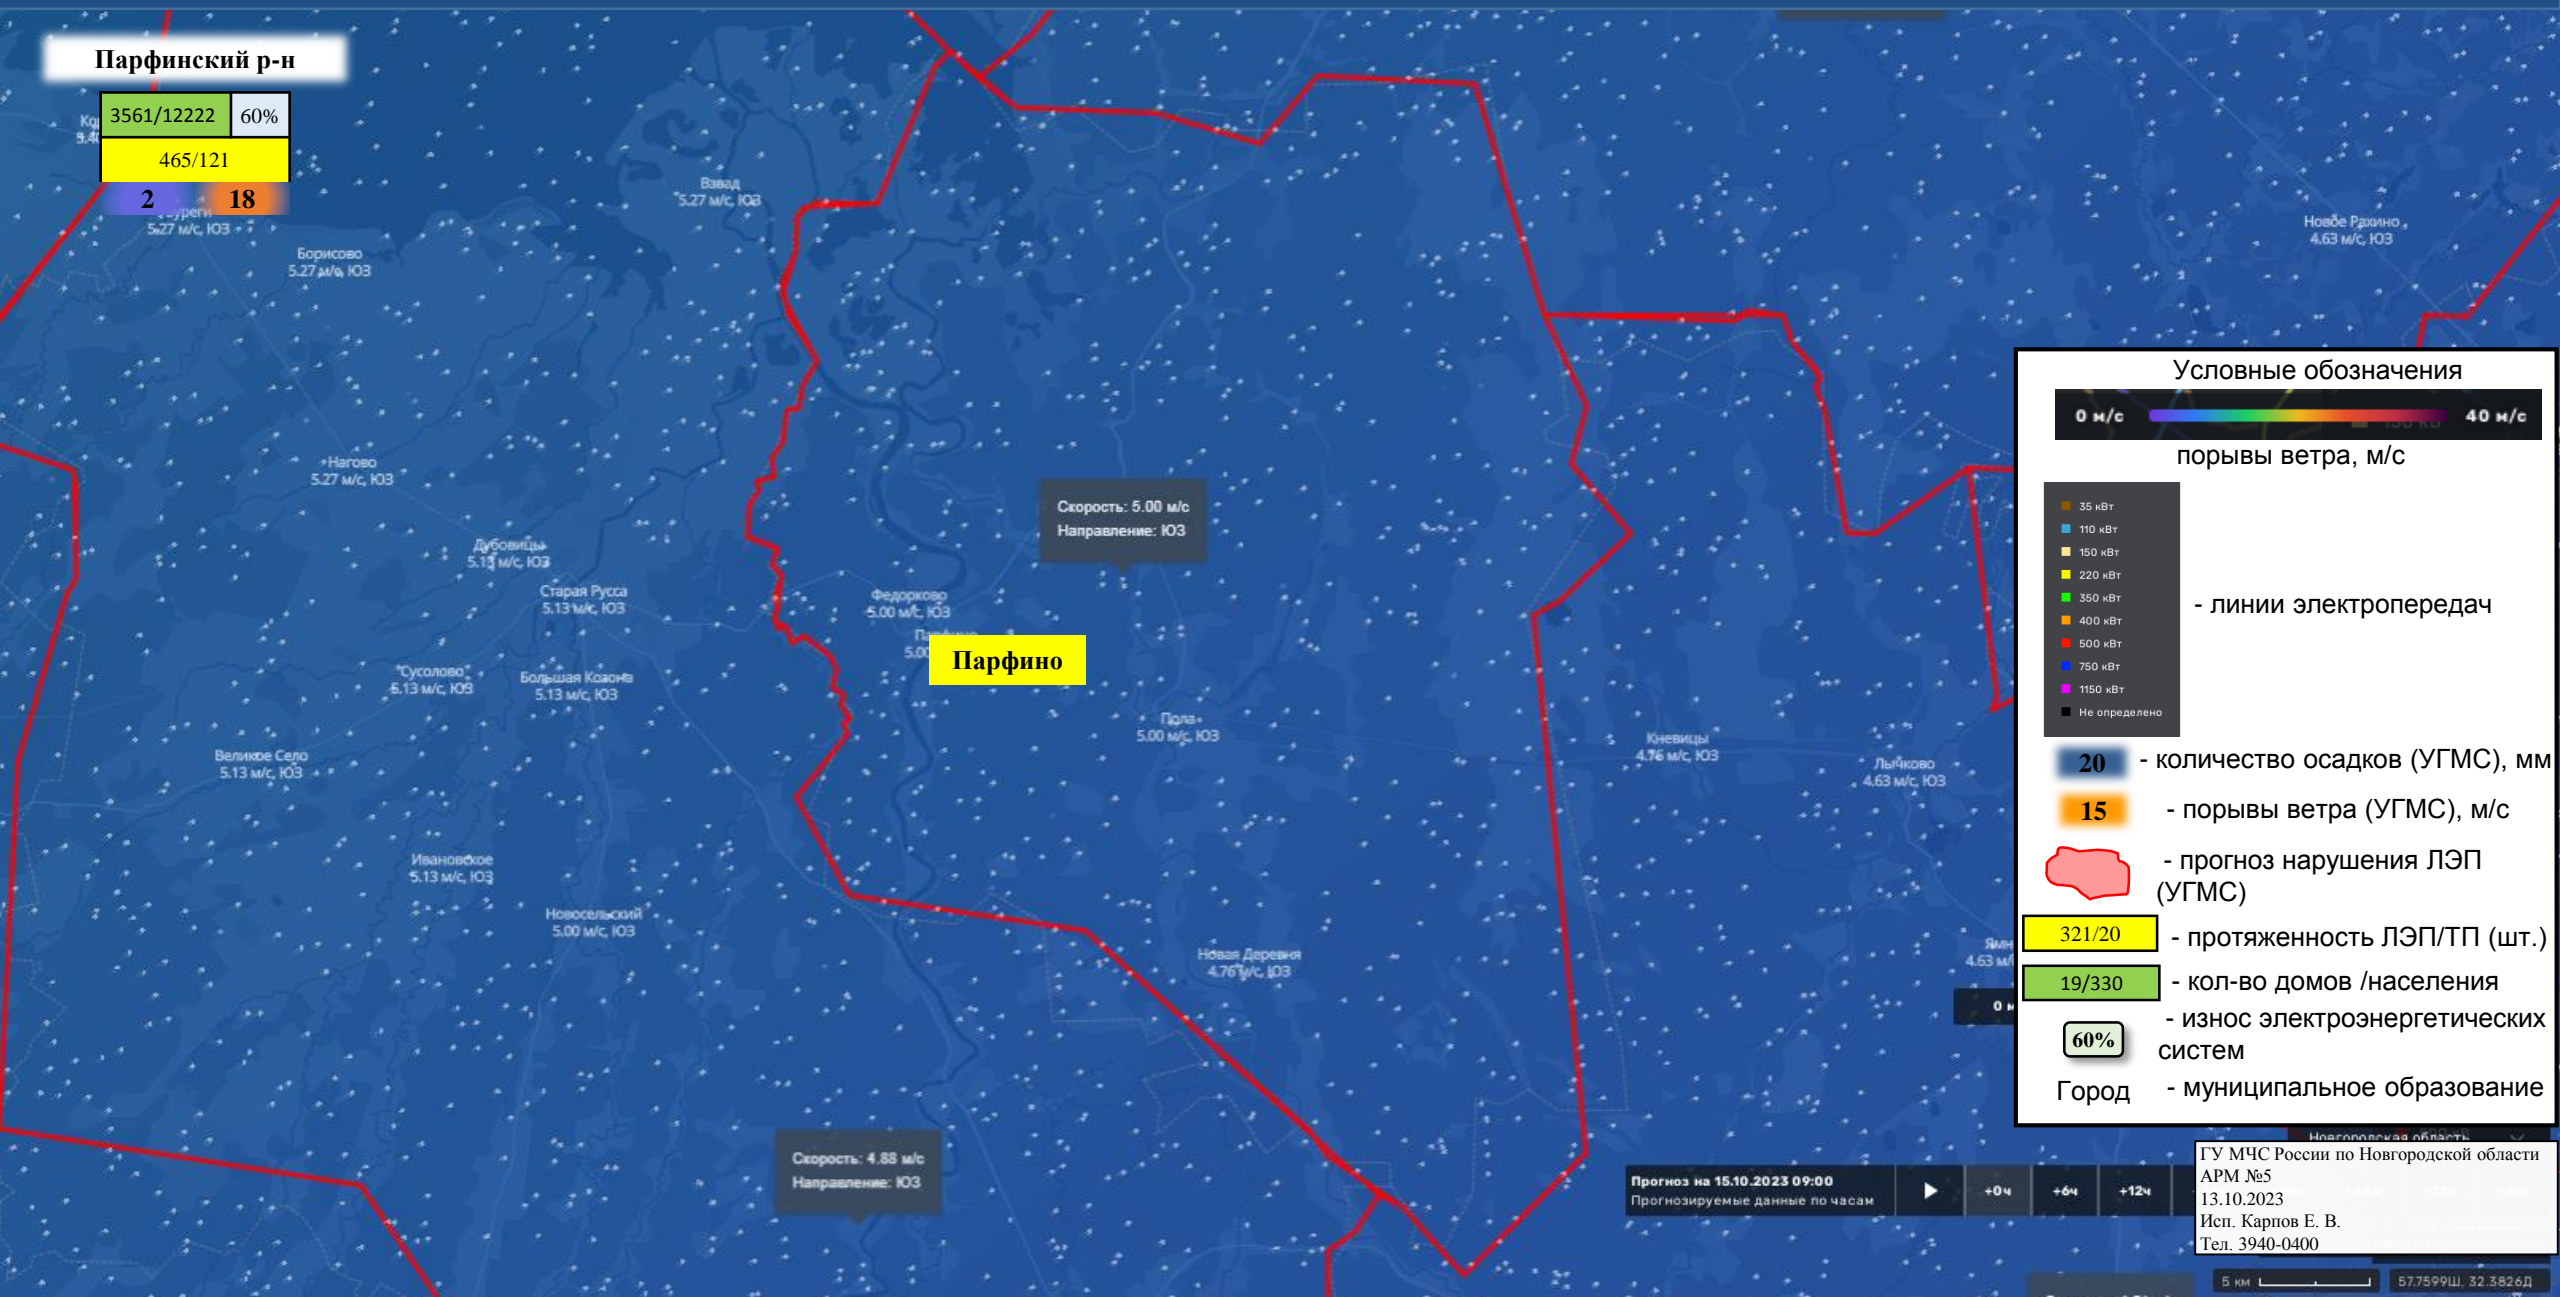 Парфинский р-н
3561/12222 60%
465/121
2 18
Взвад
5.27 м/с, ЮЗ
5.27 м/с, ЮЗ
Борисово
5.27 м/с, ЮЗ
Новое Рахино
4.63 м/с, ЮЗ
Нагово
5.27 м/с, ЮЗ
Скорость: 5.00 м/с
Направление: ЮЗ
Дубовицы
5.13 м/с, ЮЗ
Старая Русса
5.13 м/с, ЮЗ
Федорково
5.00 м/с, ЮЗ
Парфино
Сусолово
5.13 м/с, ЮЗ
Большая Козона
5.13 м/с, ЮЗ
Пола
5.00 м/с, ЮЗ
Кневицы
4.76 м/с, ЮЗ
Великое Село
5.13 м/с, ЮЗ
Лычково
4.63 м/с, ЮЗ
Ивановское
5.13 м/с, ЮЗ
Новосельский
5.00 м/с, ЮЗ
Новая Деревня
4.76 м/с, ЮЗ
Скорость: 4.88 м/с
Направление: ЮЗ
Условные обозначения
0 м/с 40 м/с
порывы ветра, м/с
35 кВт
110 кВт
150 кВт
220 кВт
350 кВт
400 кВт
500 кВт
750 кВт
1150 кВт
Не определено
- линии электропередач
20 - количество осадков (УГМС), мм
15 - порывы ветра (УГМС), м/с
- прогноз нарушения ЛЭП
(УГМС)
321/20 - протяженность ЛЭП/ТП (шт.)
19/330 - кол-во домов /населения
60% - износ электроэнергетических
систем
Город - муниципальное образование
Новгородская область
Прогноз на 15.10.2023 09:00
Прогнозируемые данные по часам
+0ч +6ч +12ч
ГУ МЧС России по Новгородской области
АРМ №5
13.10.2023
Исп. Карпов Е. В.
Тел. 3940-0400
5 км
57.7599Ш, 32.3826Д